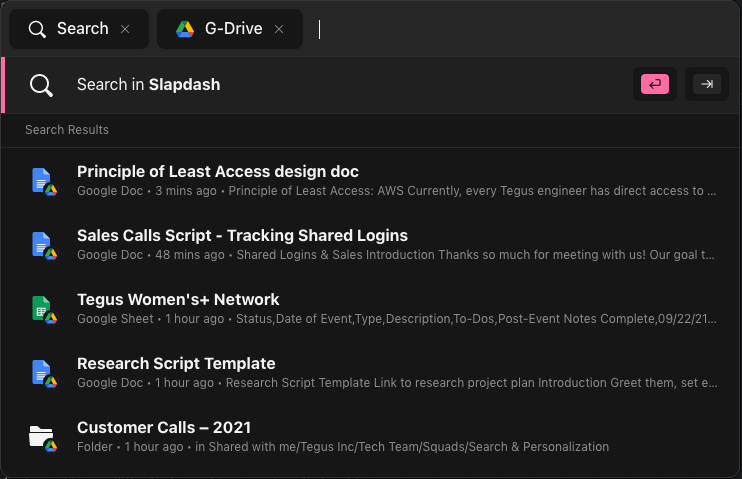 Search × G-Drive ×
Search in Slapdash
Search Results
Principle of Least Access design doc
Google Doc • 3 mins ago • Principle of Least Access: AWS Currently, every Tegus engineer has direct access to ...
Sales Calls Script - Tracking Shared Logins
Google Doc • 48 mins ago • Shared Logins & Sales Introduction Thanks so much for meeting with us! Our goal t...
Tegus Women's+ Network
Google Sheet • 1 hour ago • Status,Date of Event,Type,Description,To-Dos,Post-Event Notes Complete,09/22/21...
Research Script Template
Google Doc • 1 hour ago • Research Script Template Link to research project plan Introduction Greet them, set e...
Customer Calls – 2021
Folder • 1 hour ago • in Shared with me/Tegus Inc/Tech Team/Squads/Search & Personalization